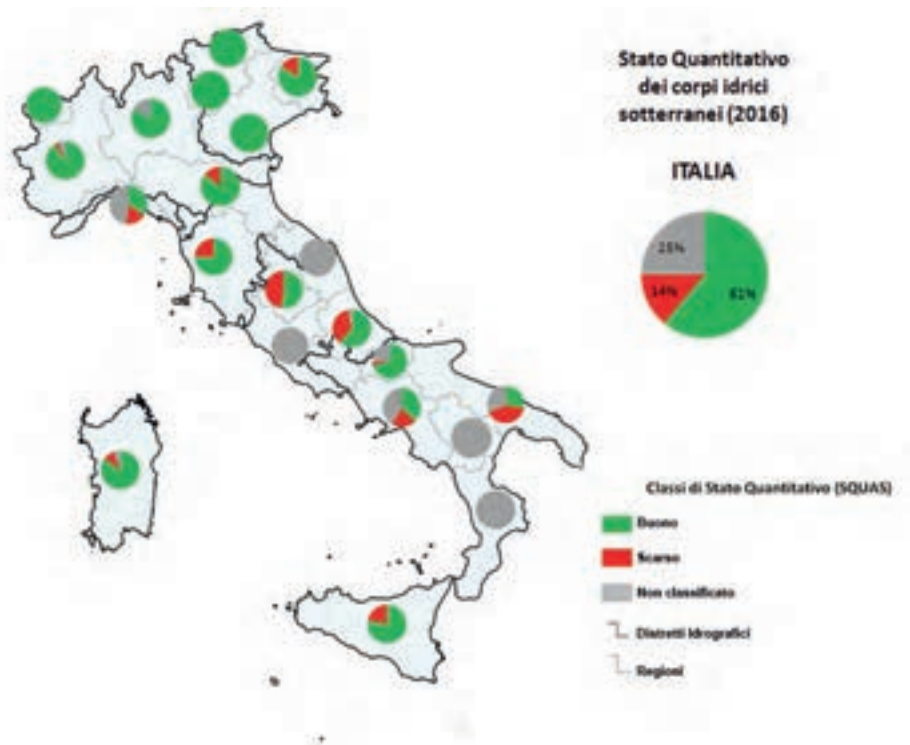 Stato Quantitativo
dei corpi idrici
sotterranei (2016)
ITALIA
25%
14%
61%
Classi di Stato Quantitativo (SQUAS)
Buono
Scarso
Non classificato
Distretti Idrografici
Regioni